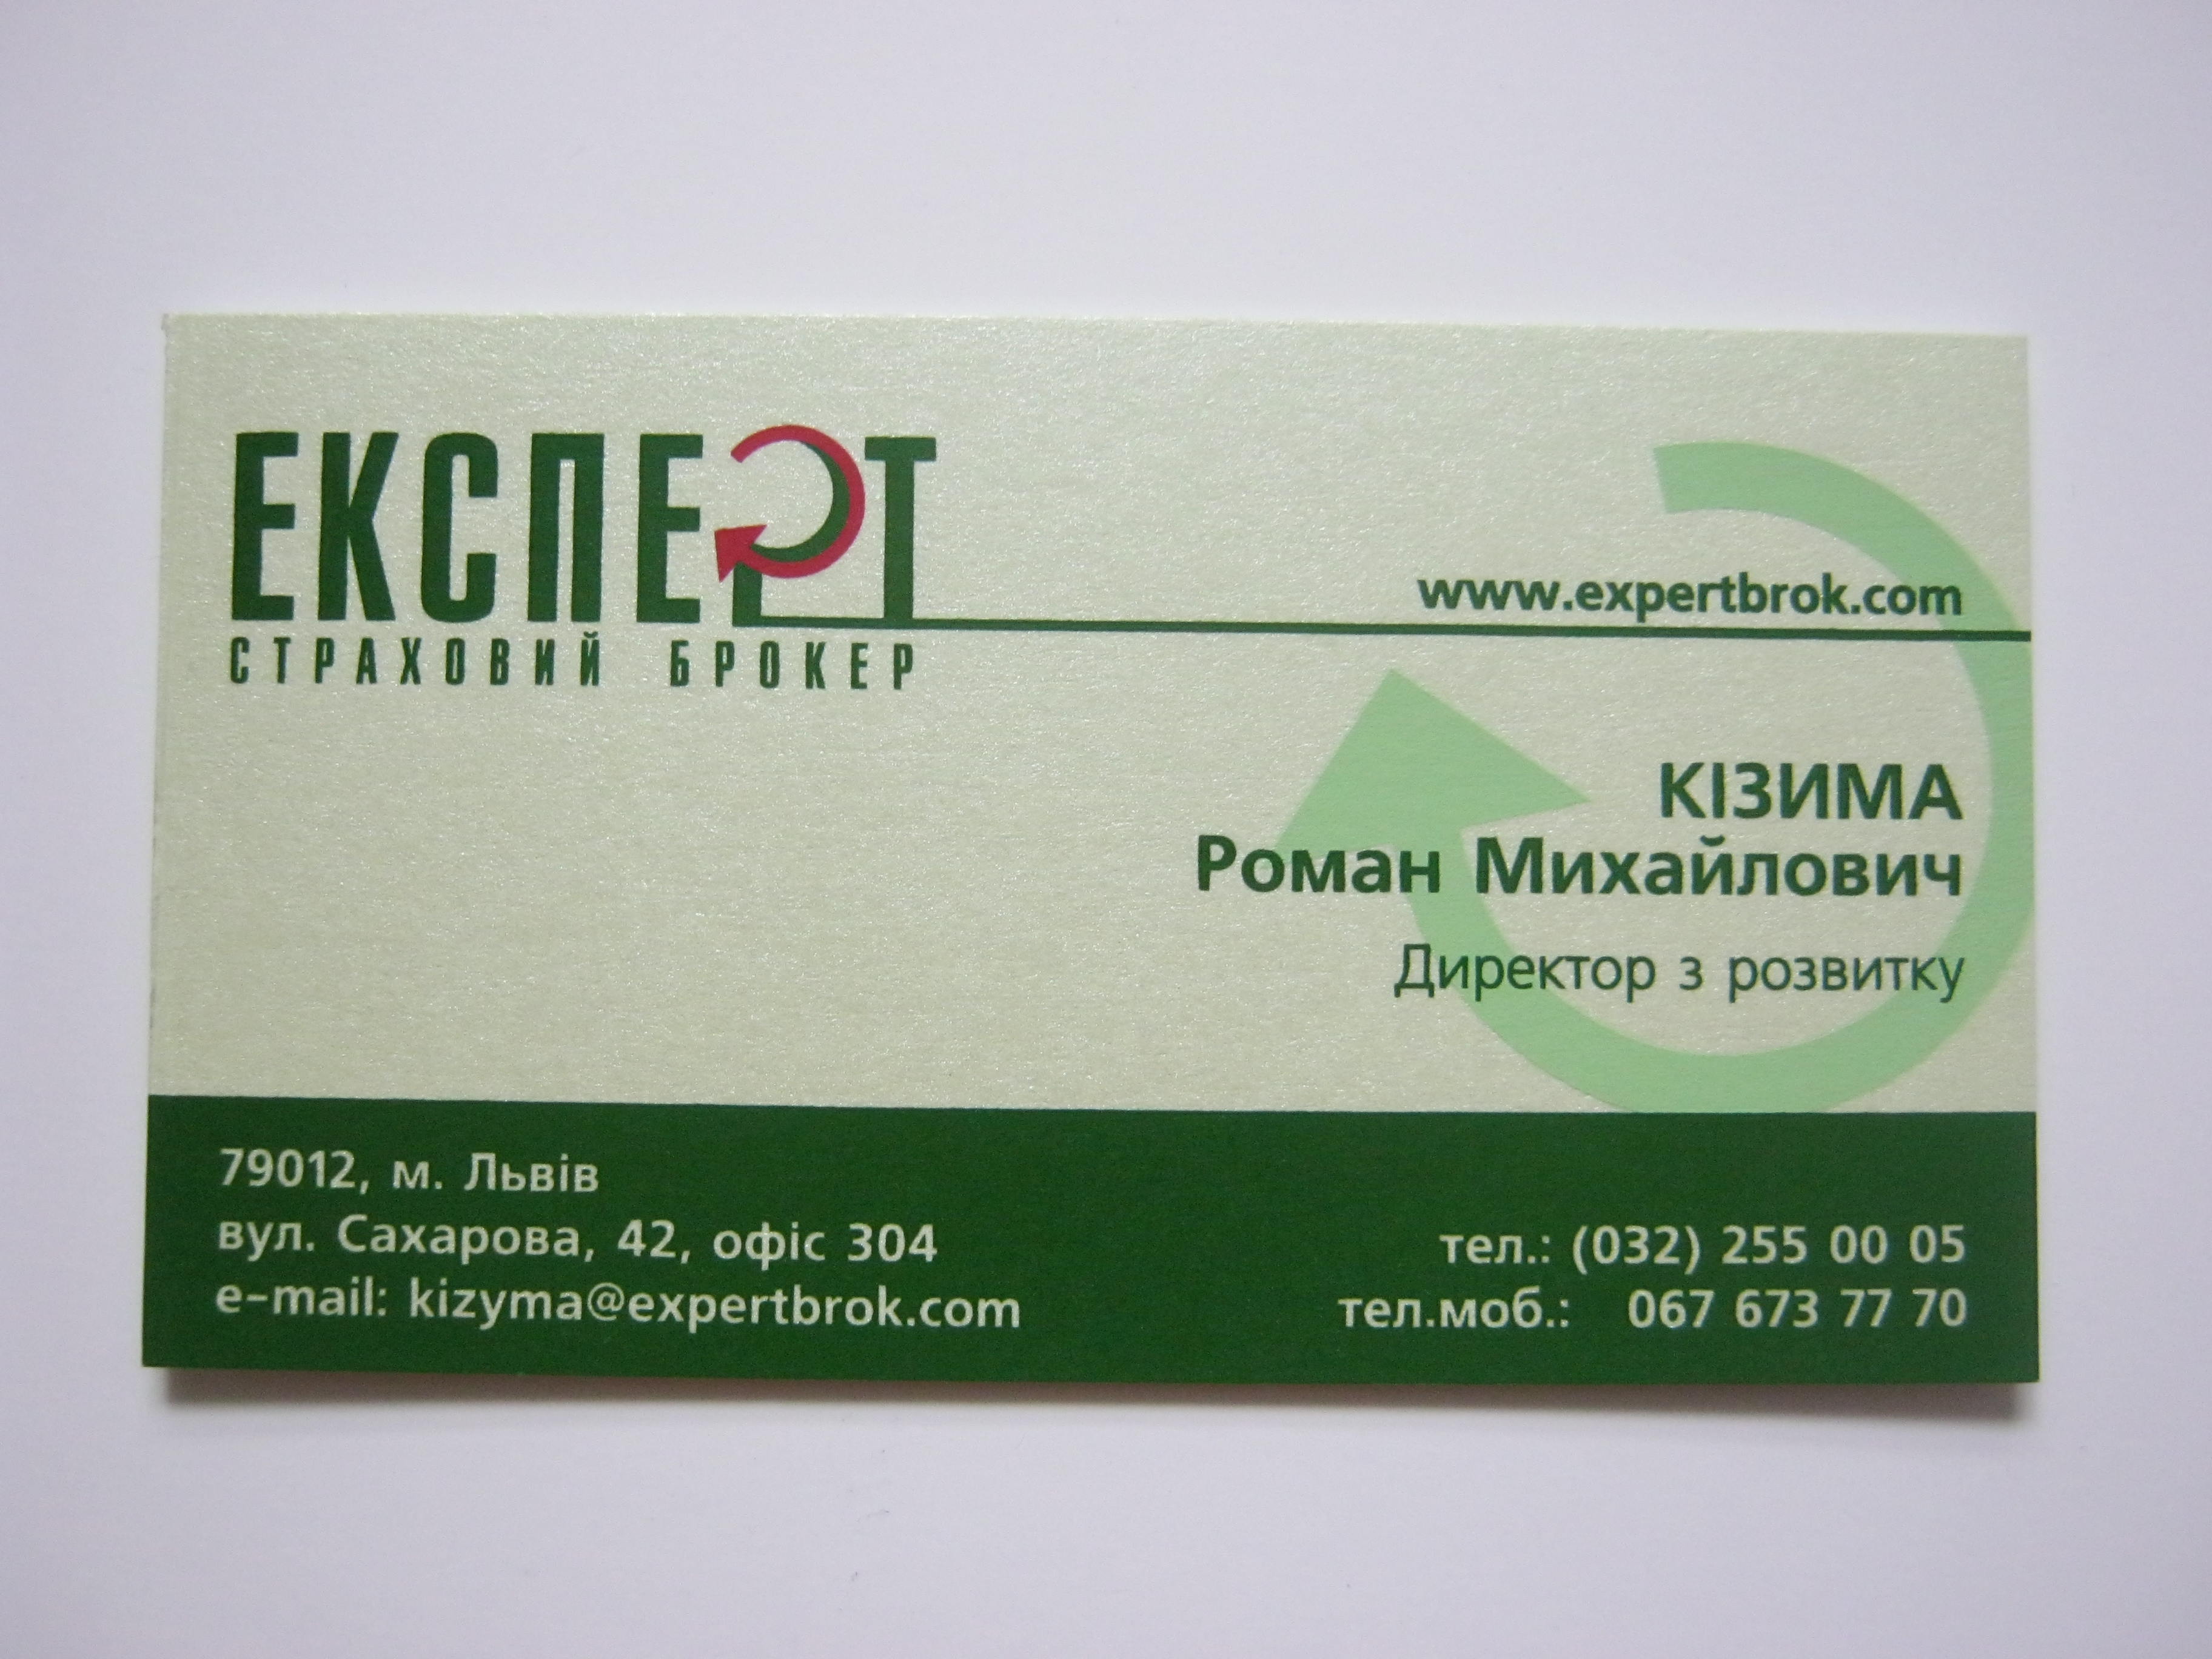 ЕКСПЕРТ
СТРАХОВИЙ БРОКЕР
www.expertbrok.com
КІЗИМА
Роман Михайлович
Директор з розвитку
79012, м. Львів
вул. Сахарова, 42, офіс 304
e-mail: kizyma@expertbrok.com
тел.: (032) 255 00 05
тел.моб.: 067 673 77 70